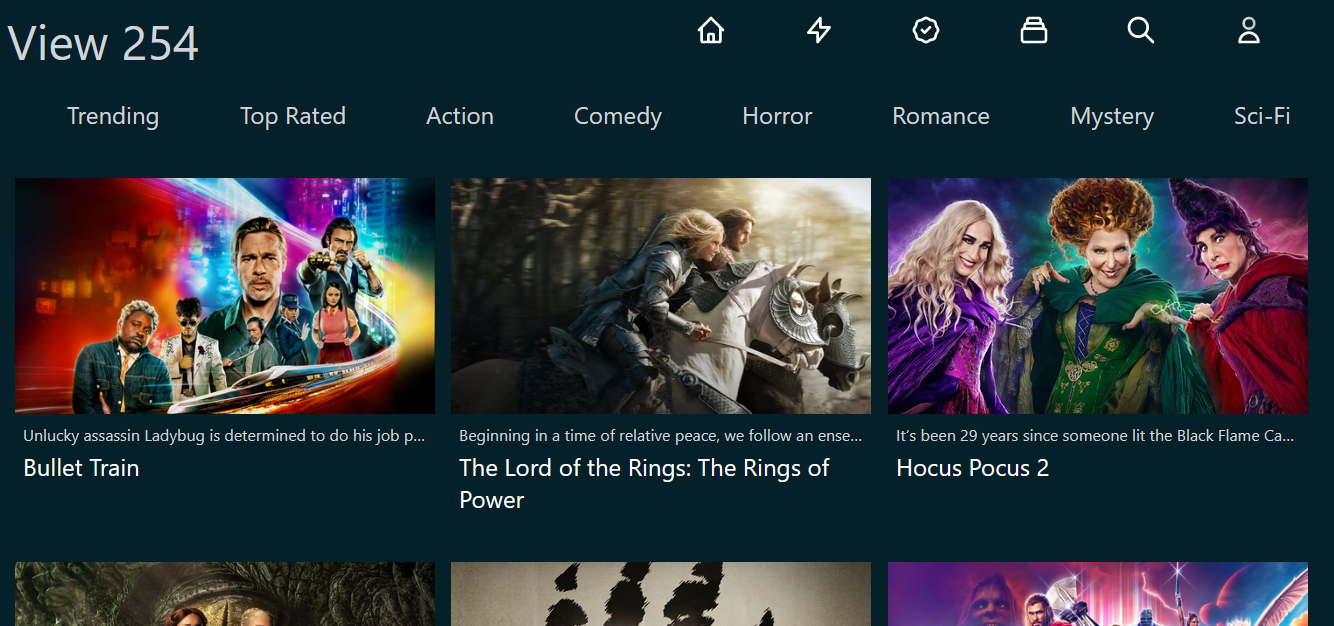 View 254
Trending Top Rated Action Comedy Horror Romance Mystery Sci-Fi
Unlucky assassin Ladybug is determined to do his job p...
Bullet Train
Beginning in a time of relative peace, we follow an ense...
The Lord of the Rings: The Rings of
Power
It's been 29 years since someone lit the Black Flame Ca...
Hocus Pocus 2